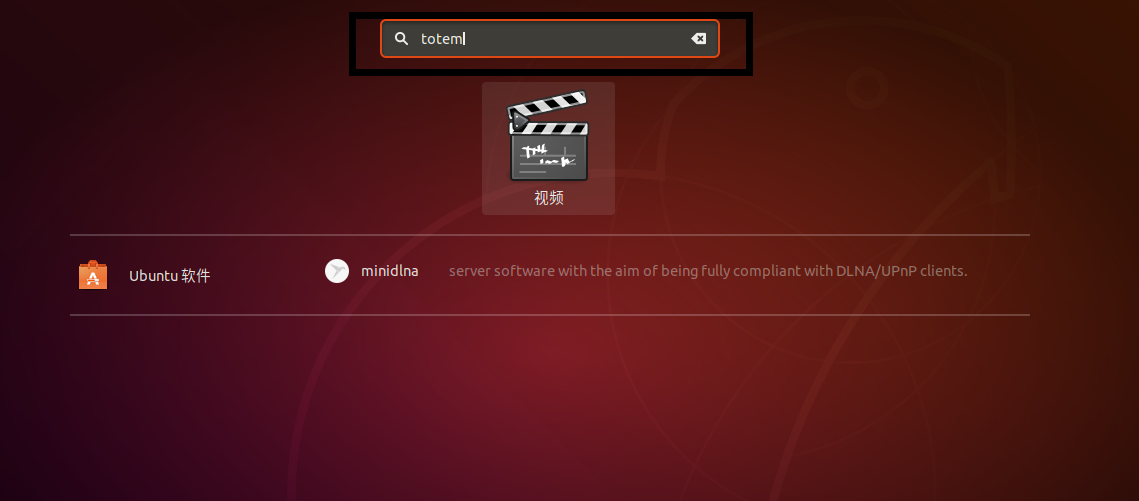 totem
视频
Ubuntu 软件
minidlna server software with the aim of being fully compliant with DLNA/UPnP clients.